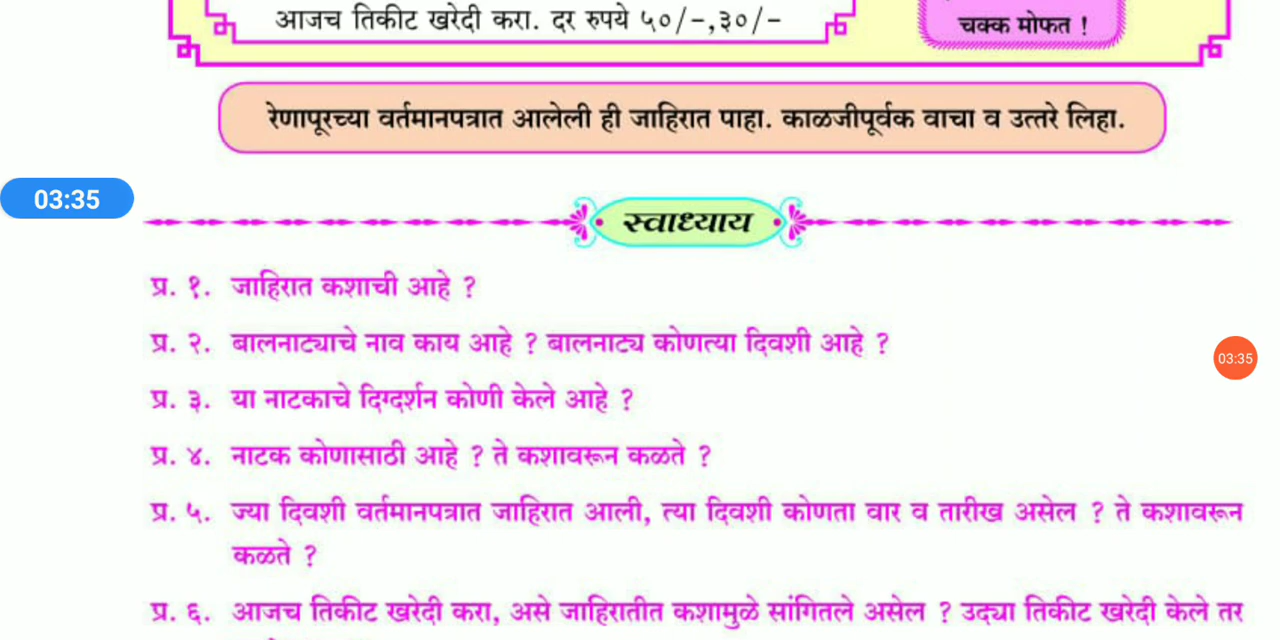 आजच तिकीट खरेदी करा. दर रुपये ५०/-,३०/-
चक्क मोफत !
रेणापूरच्या वर्तमानपत्रात आलेली ही जाहिरात पाहा. काळजीपूर्वक वाचा व उत्तरे लिहा.
03:35
स्वाध्याय
प्र. १. जाहिरात कशाची आहे ?
प्र. २. बालनाट्याचे नाव काय आहे ? बालनाट्य कोणत्या दिवशी आहे ?
03:35
प्र. ३. या नाटकाचे दिग्दर्शन कोणी केले आहे ?
प्र. ४. नाटक कोणासाठी आहे ? ते कशावरून कळते ?
प्र. ५. ज्या दिवशी वर्तमानपत्रात जाहिरात आली, त्या दिवशी कोणता वार व तारीख असेल ? ते कशावरून
कळते ?
प्र. ६. आजच तिकीट खरेदी करा, असे जाहिरातीत कशामुळे सांगितले असेल ? उद्या तिकीट खरेदी केले तर